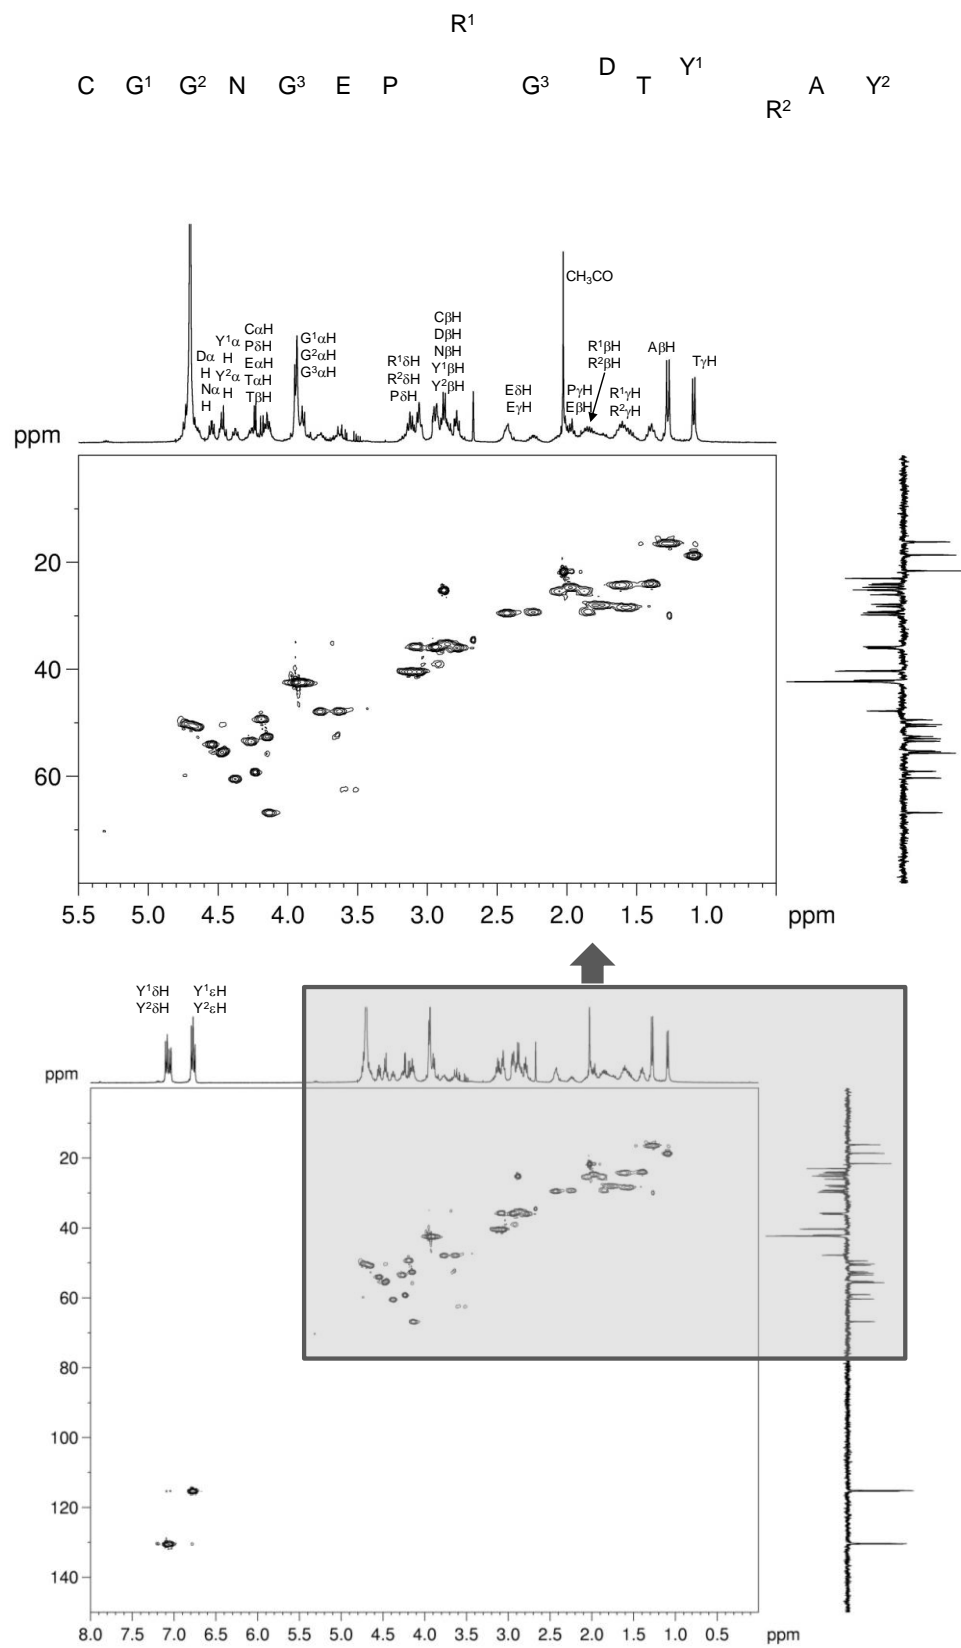 R¹
D Y¹
C G¹ G² N G³ E P G³ T A Y²
R²
CH₃CO
DαH
NαH
Y¹αH
Y²αH
CαH
PδH
EαH
TαH
TβH
G¹αH
G²αH
G³αH
R¹δH
R²δH
PδH
CβH
DβH
NβH
Y¹βH
Y²βH
EδH
EγH
PγH
EβH
R¹βH
R²βH
R¹γH
R²γH
AβH
TγH
ppm
20
40
60
5.5 5.0 4.5 4.0 3.5 3.0 2.5 2.0 1.5 1.0 ppm
Y¹δH Y¹εH
Y²δH Y²εH
ppm
20
40
60
80
100
120
140
8.0 7.5 7.0 6.5 6.0 5.5 5.0 4.5 4.0 3.5 3.0 2.5 2.0 1.5 1.0 0.5 ppm